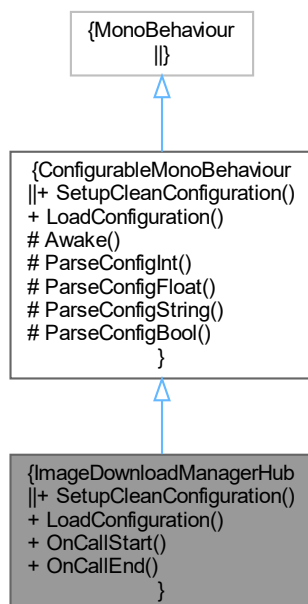 {MonoBehaviour
||}
{ConfigurableMonoBehaviour
||+ SetupCleanConfiguration()
+ LoadConfiguration()
# Awake()
# ParseConfigInt()
# ParseConfigFloat()
# ParseConfigString()
# ParseConfigBool()
}
{ImageDownloadManagerHub
||+ SetupCleanConfiguration()
+ LoadConfiguration()
+ OnCallStart()
+ OnCallEnd()
}